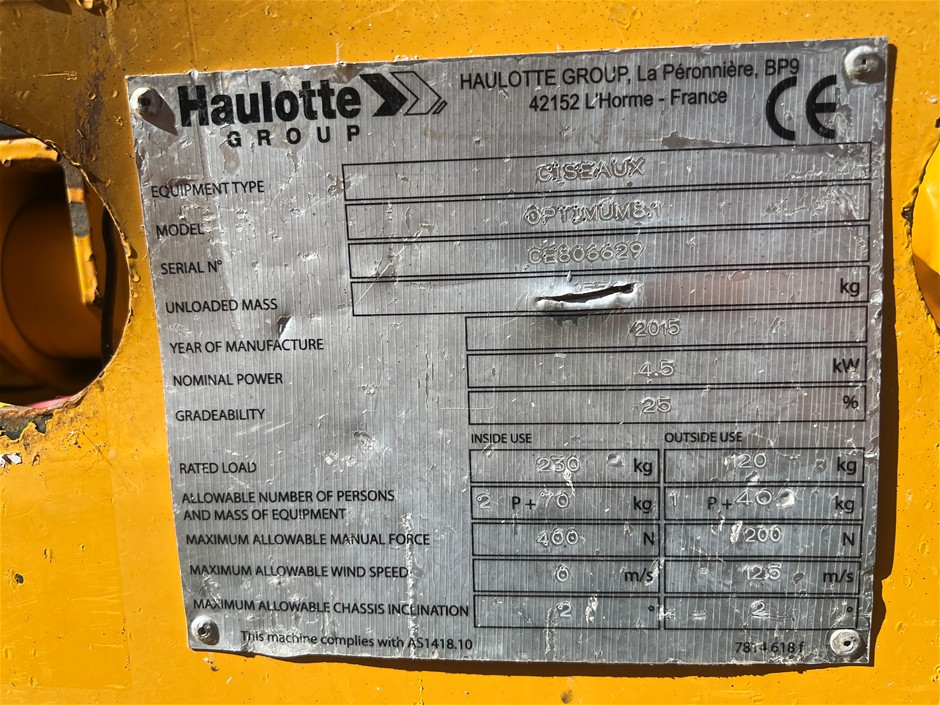 Haulotte
GROUP
HAULOTTE GROUP, La Péronnière, BP9
42152 L'Horme - France
CE
EQUIPMENT TYPE CISEAUX
MODEL OPTIMUM8.1
SERIAL N° CE806629
UNLOADED MASS kg
YEAR OF MANUFACTURE 2015
NOMINAL POWER 4.5 kW
GRADEABILITY 25 %
INSIDE USE OUTSIDE USE
RATED LOAD 230 kg 120 kg
ALLOWABLE NUMBER OF PERSONS
AND MASS OF EQUIPMENT 2 P + 70 kg 1 P + 40 kg
MAXIMUM ALLOWABLE MANUAL FORCE 400 N 200 N
MAXIMUM ALLOWABLE WIND SPEED 0 m/s 12.5 m/s
MAXIMUM ALLOWABLE CHASSIS INCLINATION 2 ° 2 °
This machine complies with AS1418.10
7814 618 f